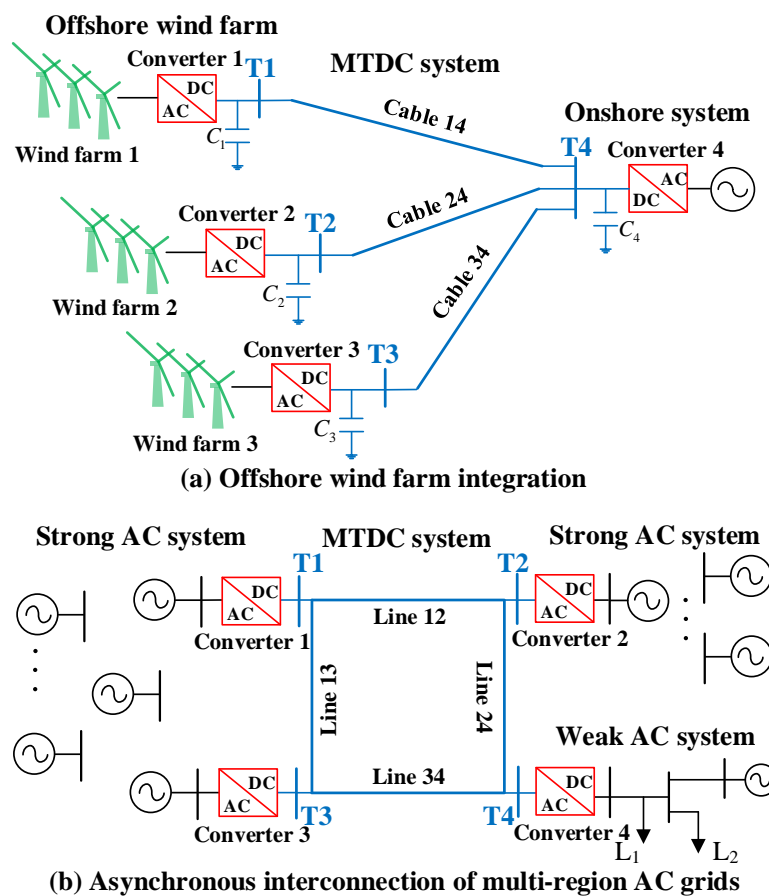 Offshore wind farm
Converter 1
DC
AC
T1
C1
Wind farm 1
MTDC system
Cable 14
Onshore system
T4
Converter 4
AC
DC
C4
Converter 2
DC
AC
T2
C2
Wind farm 2
Cable 24
Cable 34
Converter 3
DC
AC
T3
C3
Wind farm 3
(a) Offshore wind farm integration
Strong AC system
MTDC system
Strong AC system
T1
T2
DC
AC
Converter 1
Line 12
DC
AC
Converter 2
Line 13
Line 24
Weak AC system
Line 34
DC
AC
Converter 3
T3
T4
DC
AC
Converter 4
L1
L2
(b) Asynchronous interconnection of multi-region AC grids